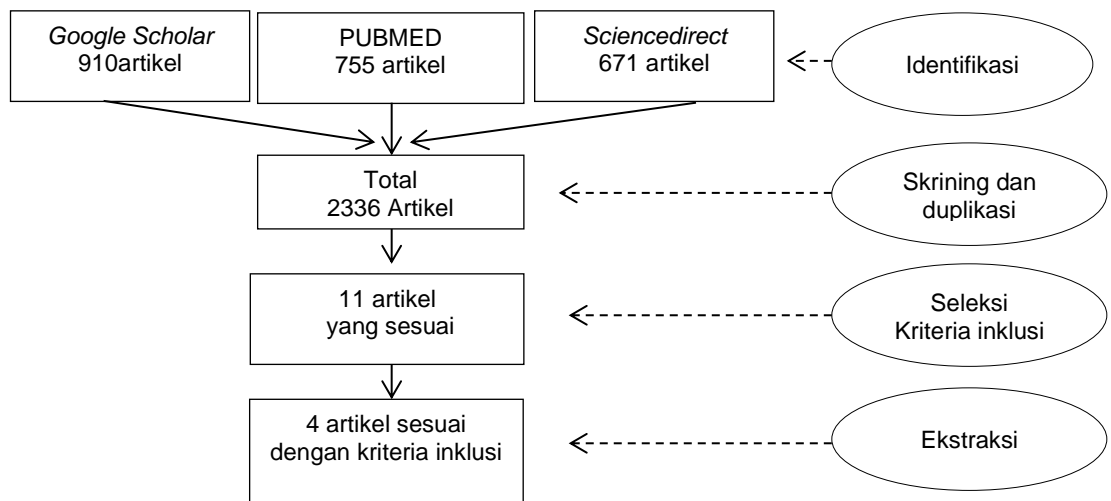 Google Scholar
910artikel
PUBMED
755 artikel
Sciencedirect
671 artikel
Identifikasi
Total
2336 Artikel
Skrining dan
duplikasi
11 artikel
yang sesuai
Seleksi
Kriteria inklusi
4 artikel sesuai
dengan kriteria inklusi
Ekstraksi